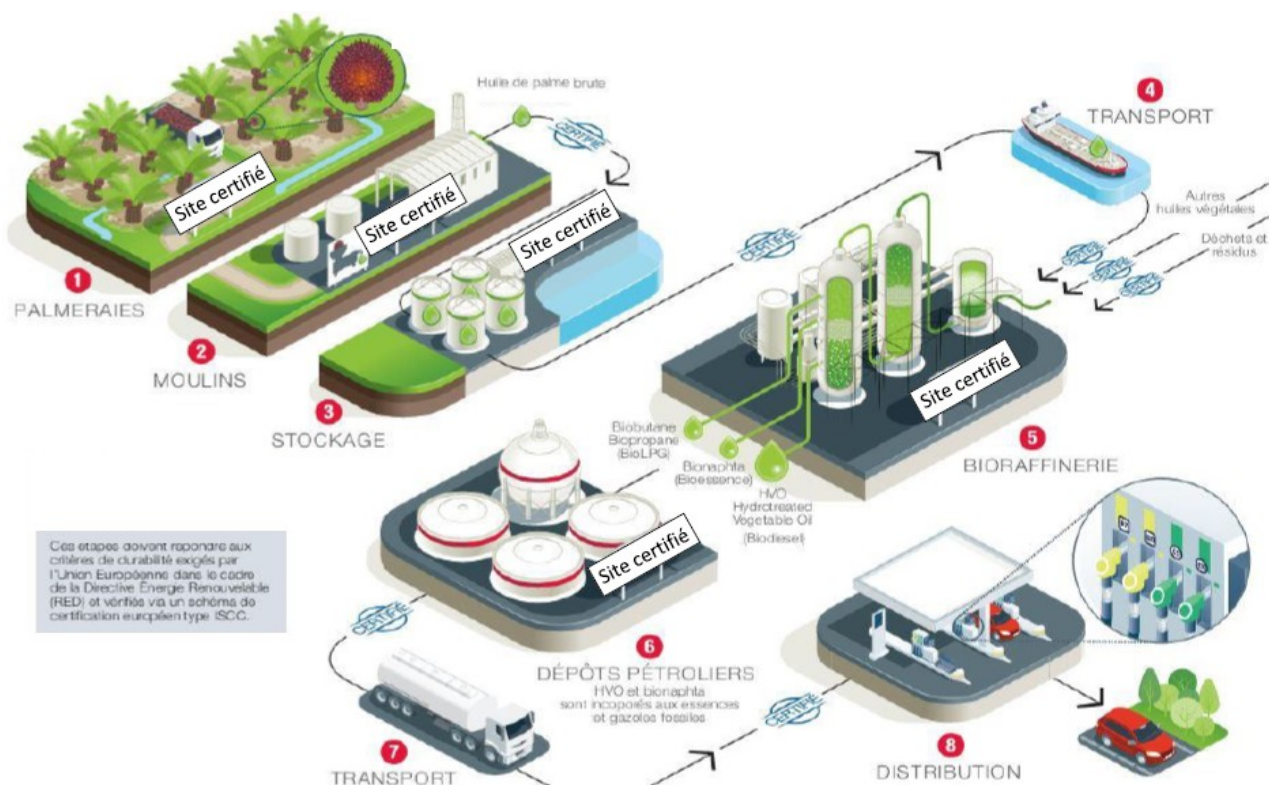 Huile de palme brute
CERTIFIÉ
Site certifié
Site certifié
Site certifié
1
PALMERAIES
2
MOULINS
3
STOCKAGE
CERTIFIÉ
4
TRANSPORT
Autres
huiles végétales
Déchets et
résidus
CERTIFIÉ
CERTIFIÉ
CERTIFIÉ
Site certifié
5
BIORAFFINERIE
Biobutane
Biopropane
(BioLPG)
Bionaphta
(Bioessence)
HVO
Hydrotreated
Vegetable Oil
(Biodiesel)
Site certifié
6
DÉPÔTS PÉTROLIERS
HVO et bionaphta
sont incoporés aux essences
et gazoles fossiles
CERTIFIÉ
7
TRANSPORT
CERTIFIÉ
8
DISTRIBUTION
Ces étapes doivent répondre aux
critères de durabilité exigés par
l'Union Européenne dans le cadre
de la Directive Énergie Renouvelable
(RED) et vérifiés via un schéma de
certification européen type ISCC.